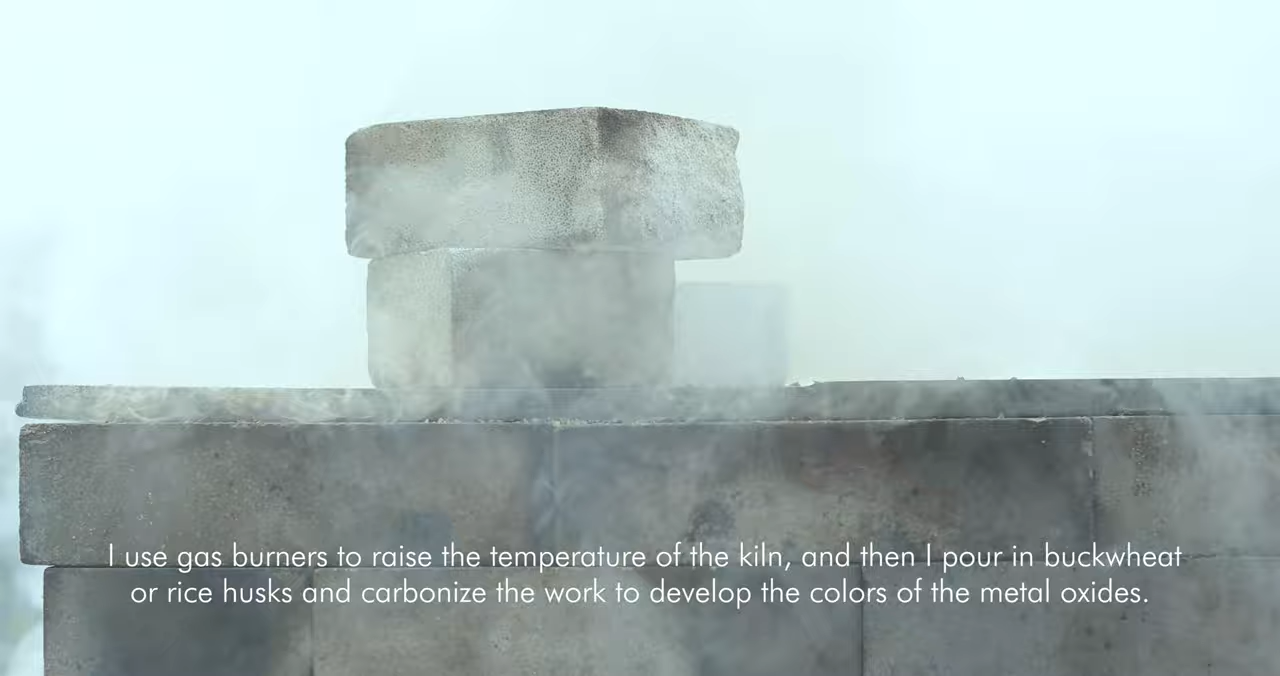 I use gas burners to raise the temperature of the kiln, and then I pour in buckwheat
or rice husks and carbonize the work to develop the colors of the metal oxides.